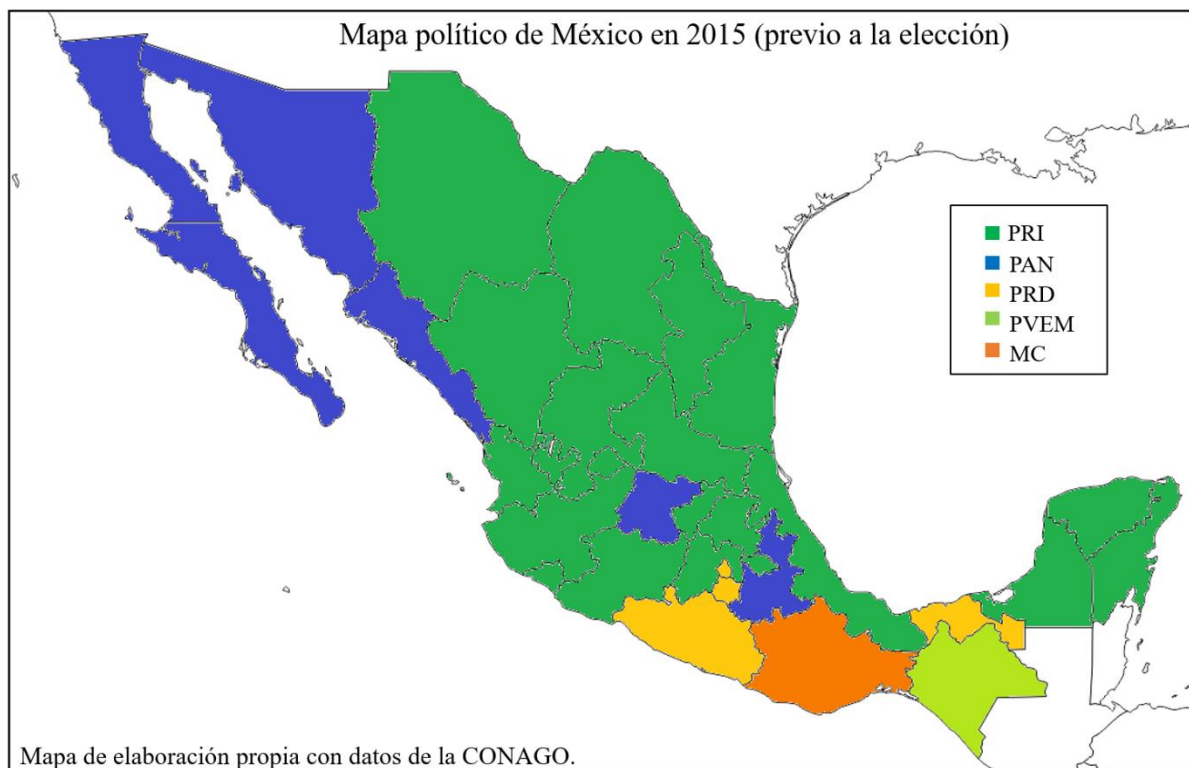 Mapa político de México en 2015 (previo a la elección)
PRI
PAN
PRD
PVEM
MC
Mapa de elaboración propia con datos de la CONAGO.